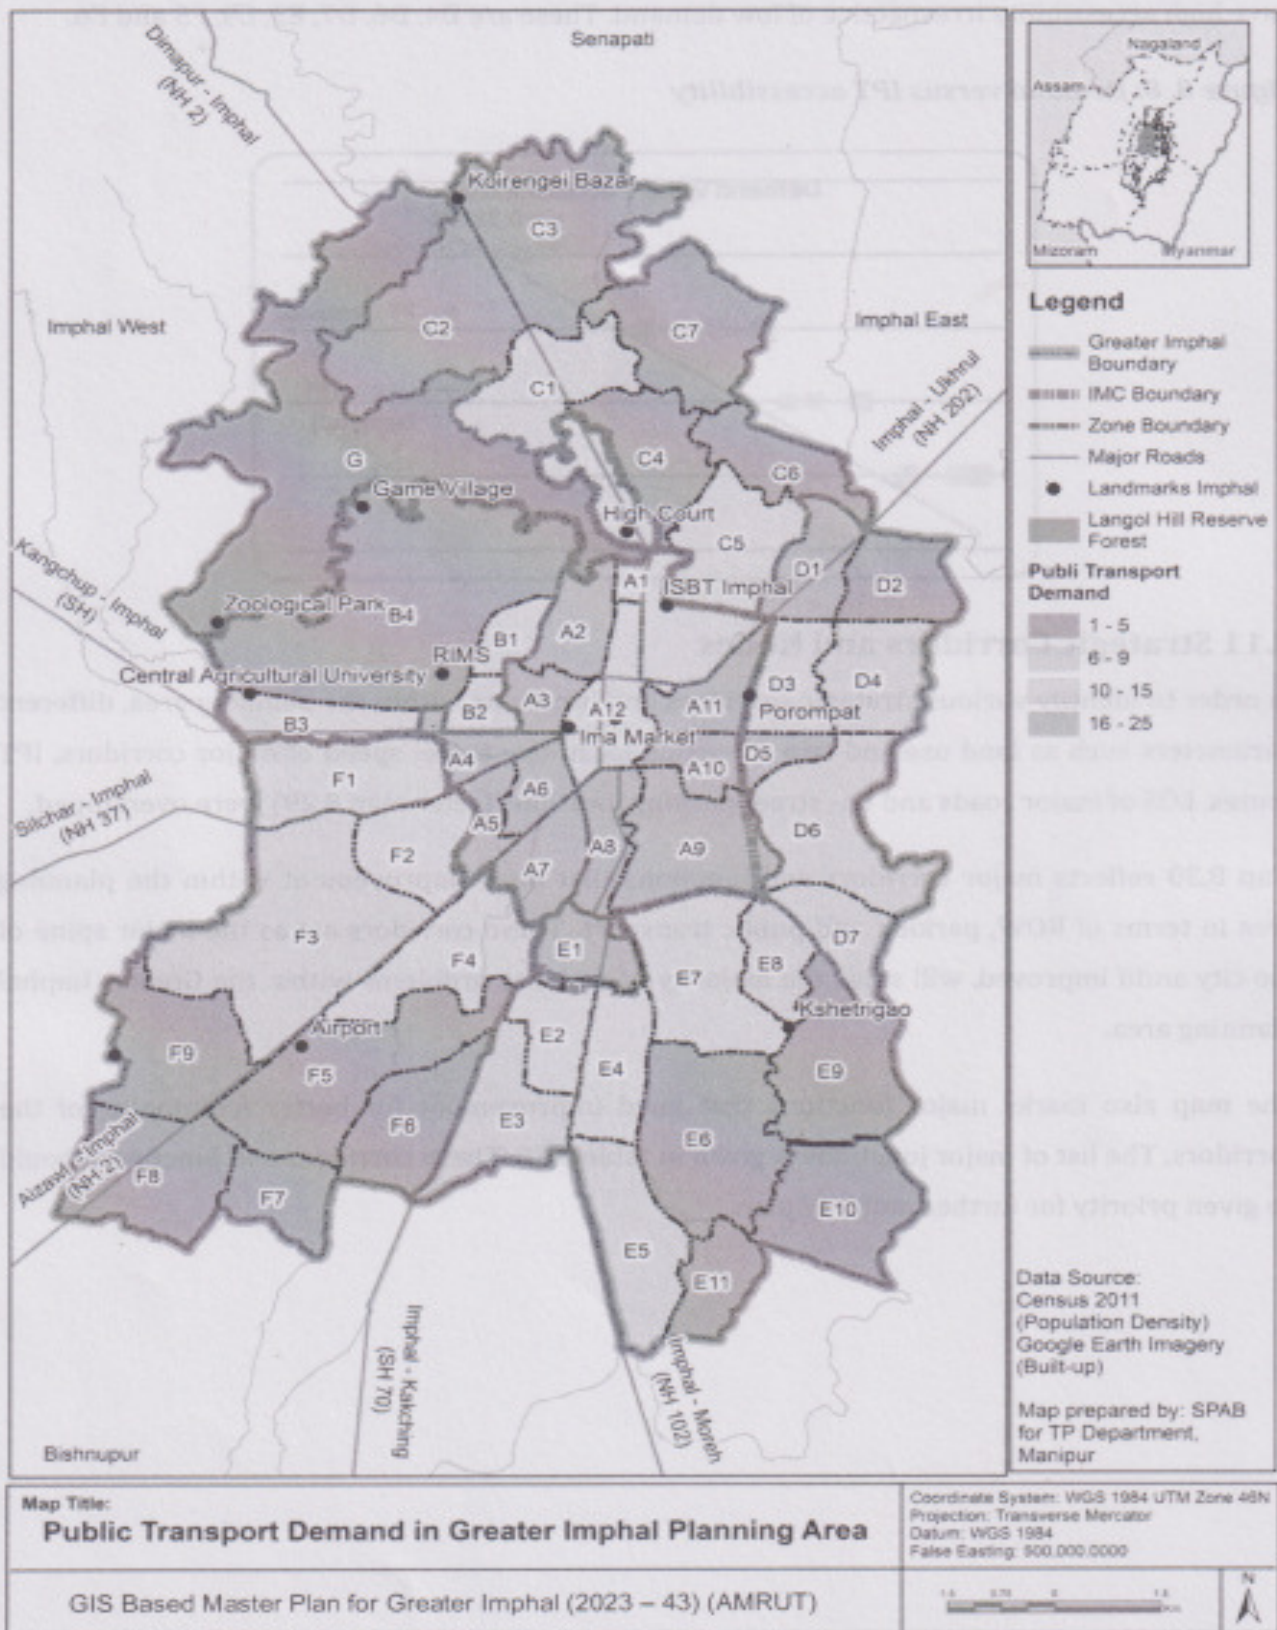 Senapati
Dimapur - Imphal
(NH 2)
Koirengei Bazar
C3
Imphal West
C2
C7
Imphal East
C1
Imphal - Ukhrul
(NH 202)
G
C4
C6
Game Village
High Court
C5
Kangchup - Imphal
(SH)
A1
ISBT Imphal
D1
D2
Zoological Park
B4
B1
A2
RIMS
Central Agricultural University
A3
D3
D4
B3
B2
A12
A11
Porompat
Ima Market
A4
D5
F1
A6
A10
Silchar - Imphal
(NH 37)
A5
D6
F2
A8
A9
A7
F3
E1
D7
F4
E7
E8
Kshetrigao
Airport
E2
F9
F5
E4
E9
F6
E3
E6
Aizawl - Imphal
(NH 2)
F8
F7
E10
E5
E11
Imphal - Kakching
(SH 70)
Imphal - Moreh
(NH 102)
Bishnupur
Nagaland
Assam
Mizoram
Myanmar
Legend
Greater Imphal
Boundary
IMC Boundary
Zone Boundary
Major Roads
Landmarks Imphal
Langol Hill Reserve
Forest
Publi Transport
Demand
1 - 5
6 - 9
10 - 15
16 - 25
Data Source:
Census 2011
(Population Density)
Google Earth Imagery
(Built-up)
Map prepared by: SPAB
for TP Department,
Manipur
Map Title:
Public Transport Demand in Greater Imphal Planning Area
GIS Based Master Plan for Greater Imphal (2023 – 43) (AMRUT)
Coordinate System: WGS 1984 UTM Zone 46N
Projection: Transverse Mercator
Datum: WGS 1984
False Easting: 500,000.0000
N